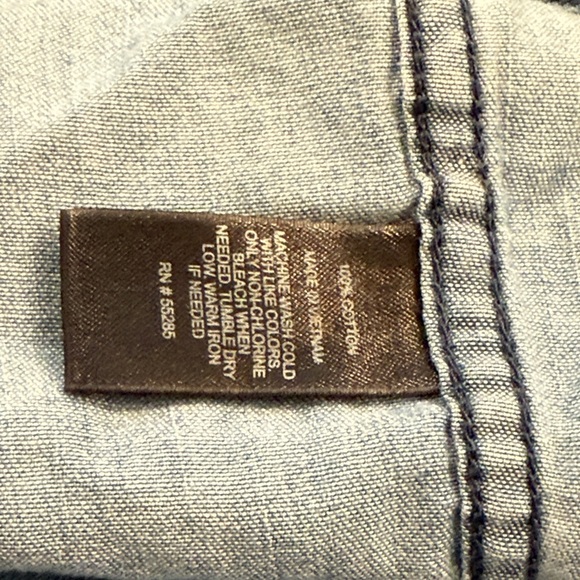 100% COTTON
MADE IN VIETNAM
MACHINE WASH COLD
WITH LIKE COLORS
ONLY NON-CHLORINE
BLEACH WHEN
NEEDED. TUMBLE DRY
LOW, WARM IRON
IF NEEDED
RN# 55285